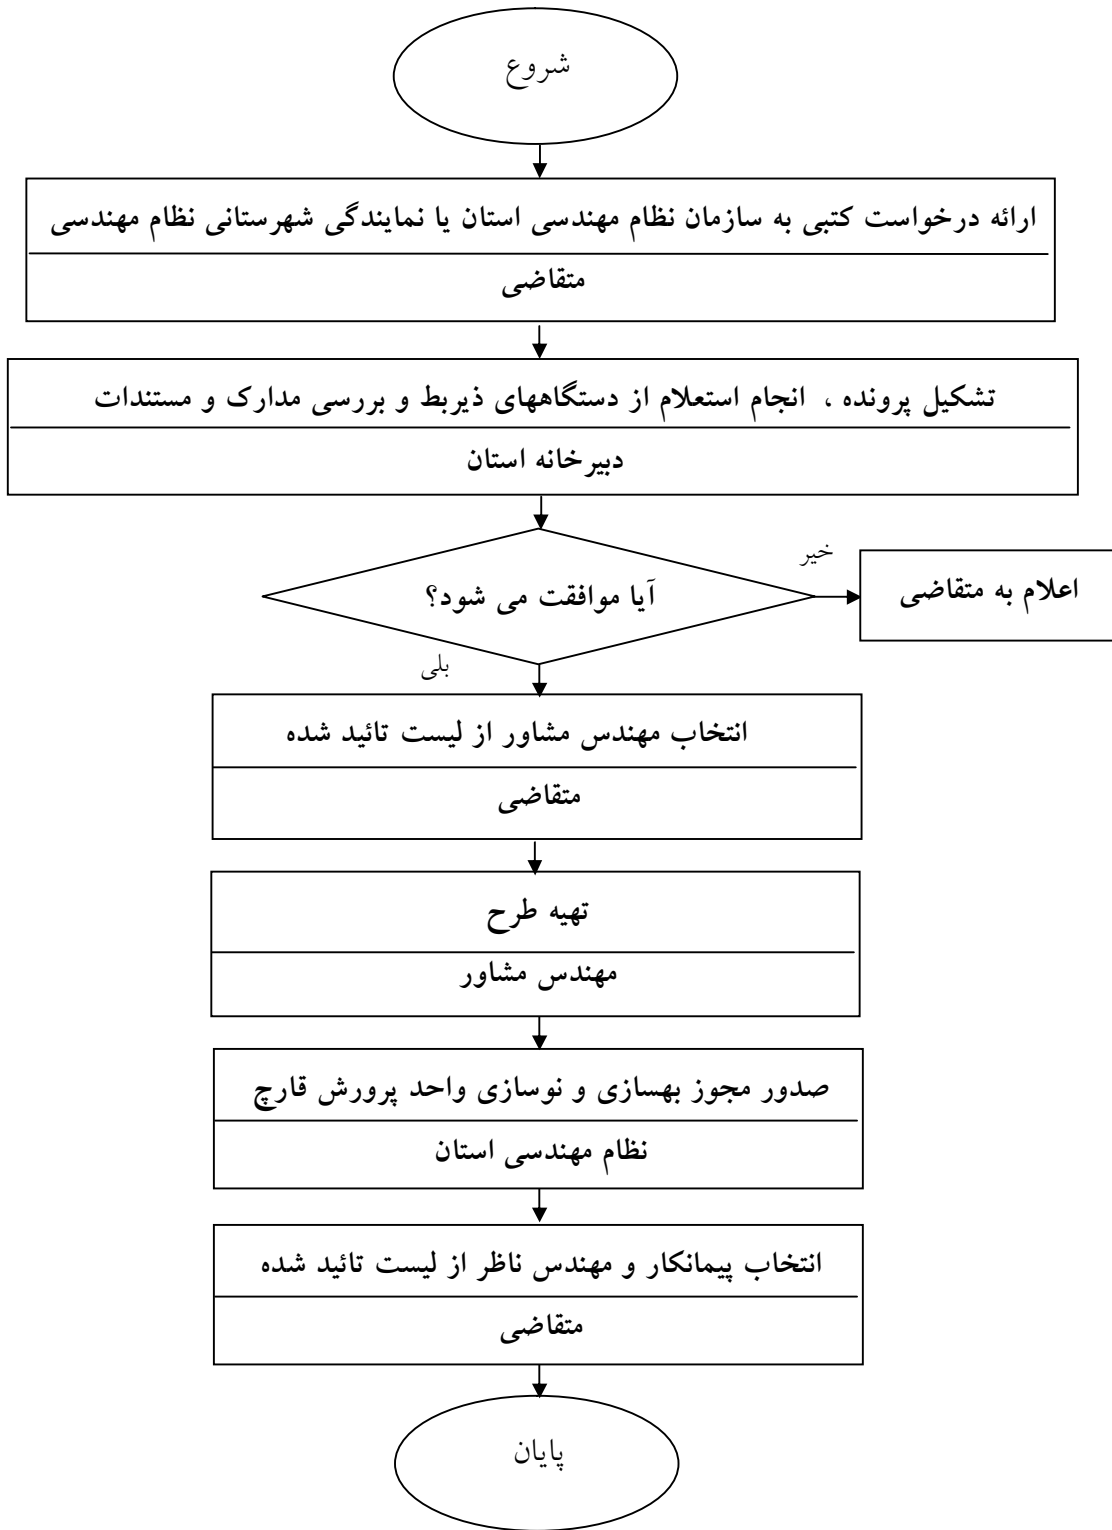 شروع
ارائه درخواست کتبی به سازمان نظام مهندسی استان یا نمایندگی شهرستانی نظام مهندسی
متقاضی
تشکیل پرونده ، انجام استعلام از دستگاههای ذیربط و بررسی مدارک و مستندات
دبیرخانه استان
آیا موافقت می شود؟
خیر
اعلام به متقاضی
بلی
انتخاب مهندس مشاور از لیست تائید شده
متقاضی
تهیه طرح
مهندس مشاور
صدور مجوز بهسازی و نوسازی واحد پرورش قارچ
نظام مهندسی استان
انتخاب پیمانکار و مهندس ناظر از لیست تائید شده
متقاضی
پایان